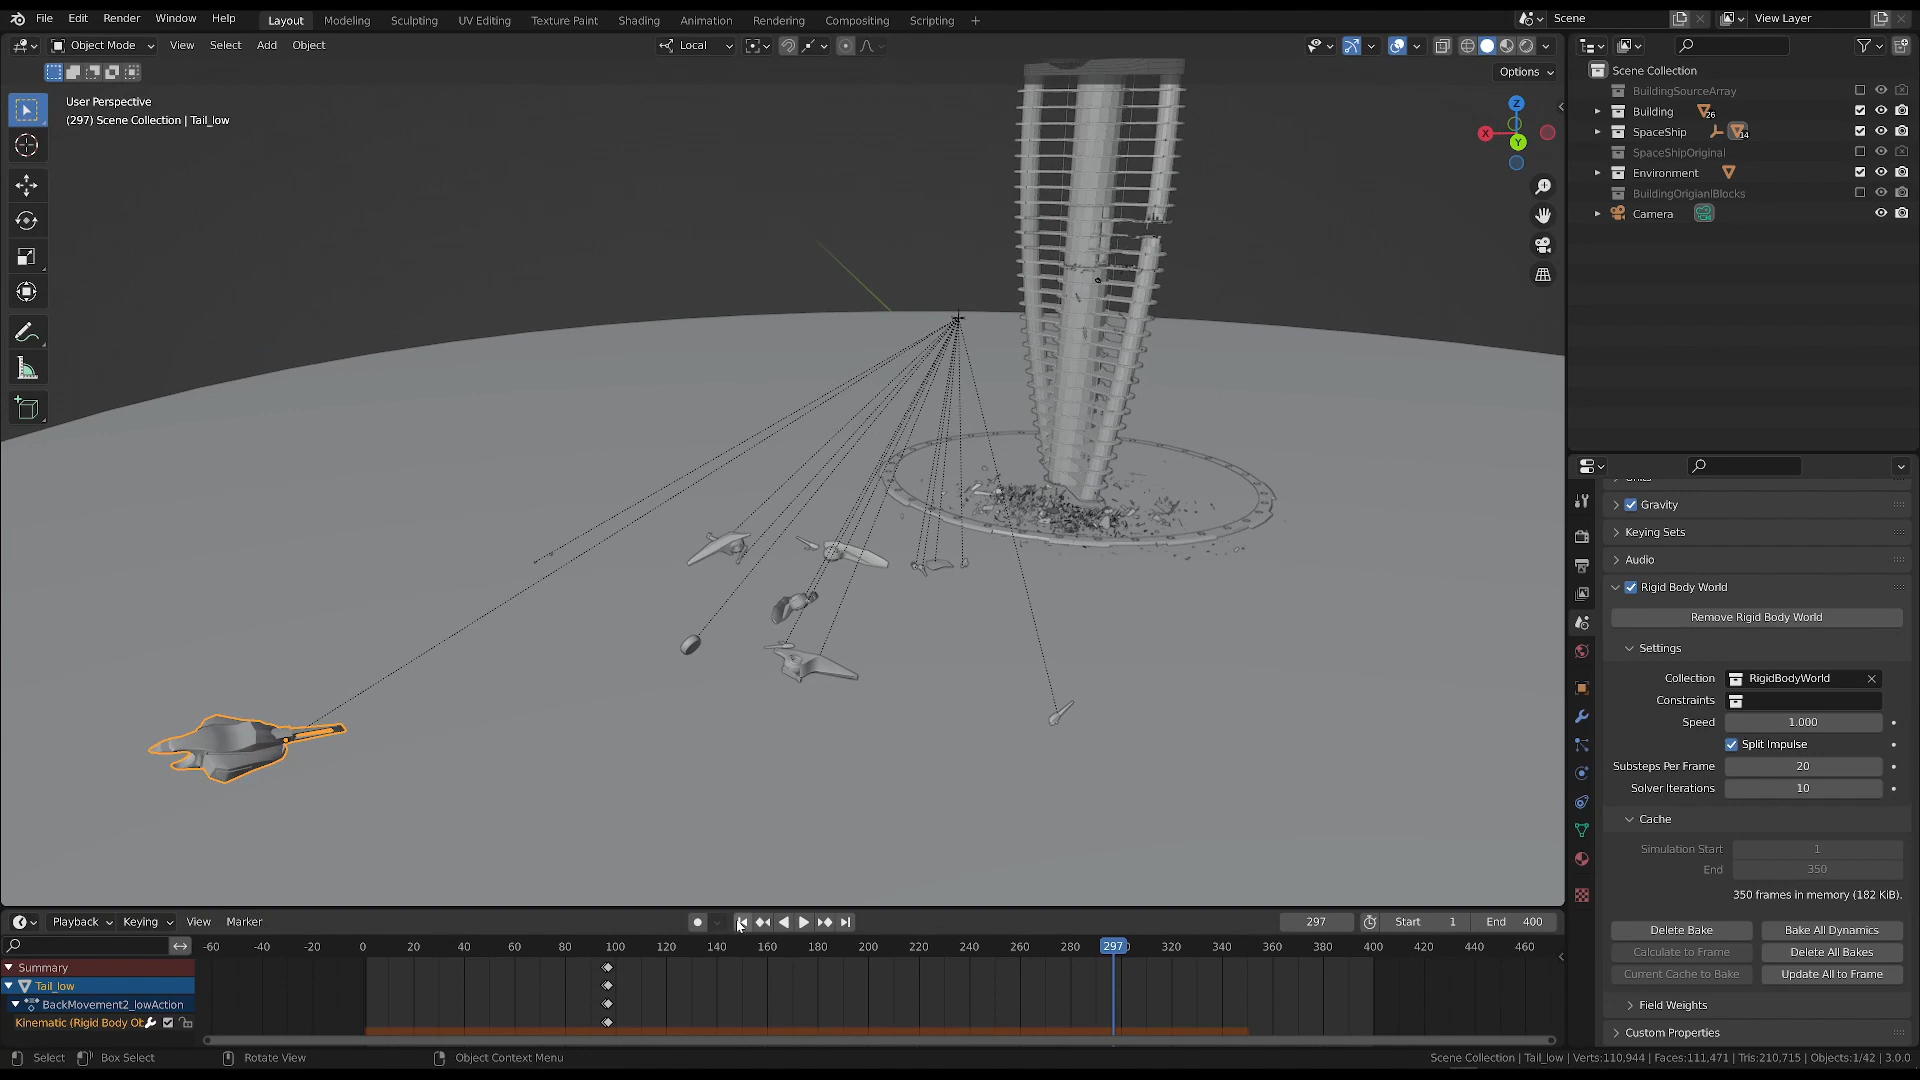 File Edit Render Window Help Layout Modeling Sculpting UV Editing Texture Paint Shading Animation Rendering Compositing Scripting + Scene View Layer
Object Mode View Select Add Object Local
Options
User Perspective
(297) Scene Collection | Tail_low
Z
X
Y
Scene Collection
BuildingSourceArray
Building 26
SpaceShip 14
SpaceShipOriginal
Environment
BuildingOrigianlBlocks
Camera
Gravity
Keying Sets
Audio
Rigid Body World
Remove Rigid Body World
Settings
Collection RigidBodyWorld
Constraints
Speed 1.000
Split Impulse
Substeps Per Frame 20
Solver Iterations 10
Cache
Simulation Start 1
End 350
350 frames in memory (182 KiB).
Delete Bake Bake All Dynamics
Calculate to Frame Delete All Bakes
Current Cache to Bake Update All to Frame
Field Weights
Custom Properties
Playback Keying View Marker 297 Start 1 End 400
-60 -40 -20 0 20 40 60 80 100 120 140 160 180 200 220 240 260 280 297 320 340 360 380 400 420 440 460
Summary
Tail_low
BackMovement2_lowAction
Kinematic (Rigid Body Ob
Select Box Select Rotate View Object Context Menu Scene Collection | Tail_low | Verts:110,944 | Faces:111,471 | Tris:210,715 | Objects:1/42 | 3.0.0